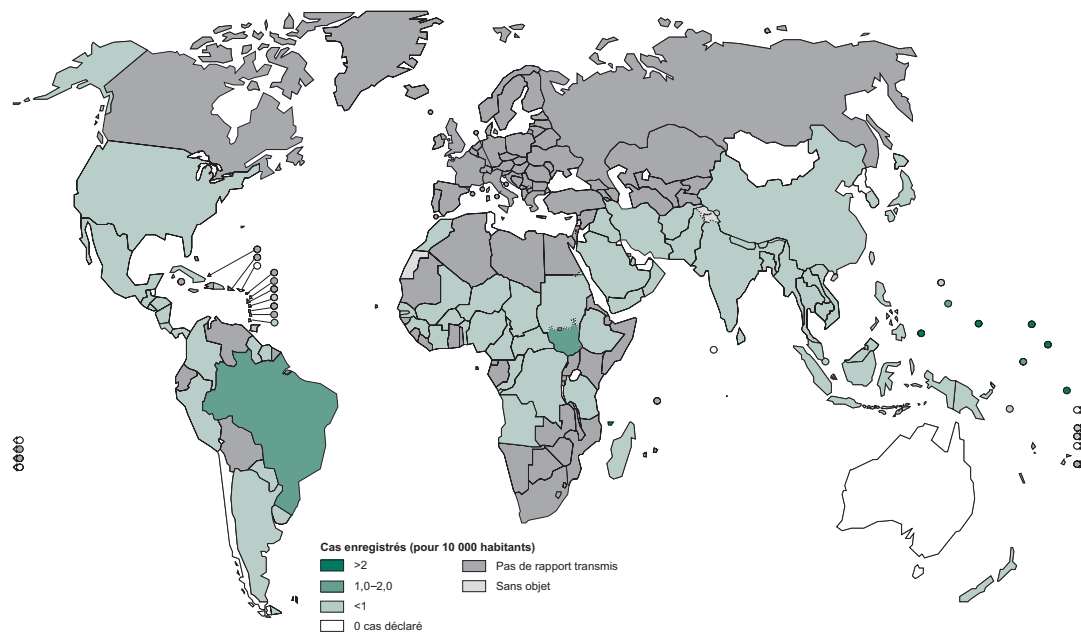 Cas enregistrés (pour 10 000 habitants)
>2
1,0–2,0
<1
0 cas déclaré
Pas de rapport transmis
Sans objet